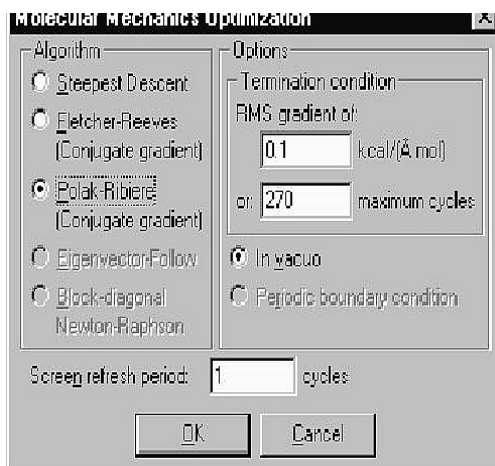 Molecular Mechanics Optimization
Algorithm
Steepest Descent
Fletcher-Reeves
(Conjugate gradient)
Polak-Ribiere
(Conjugate gradient)
Eigenvector-Follow
Block-diagonal
Newton-Raphson
Options
Termination condition
RMS gradient of:
0.1 kcal/(Å mol)
or: 270 maximum cycles
In vacuo
Periodic boundary condition
Screen refresh period: 1 cycles
OK Cancel